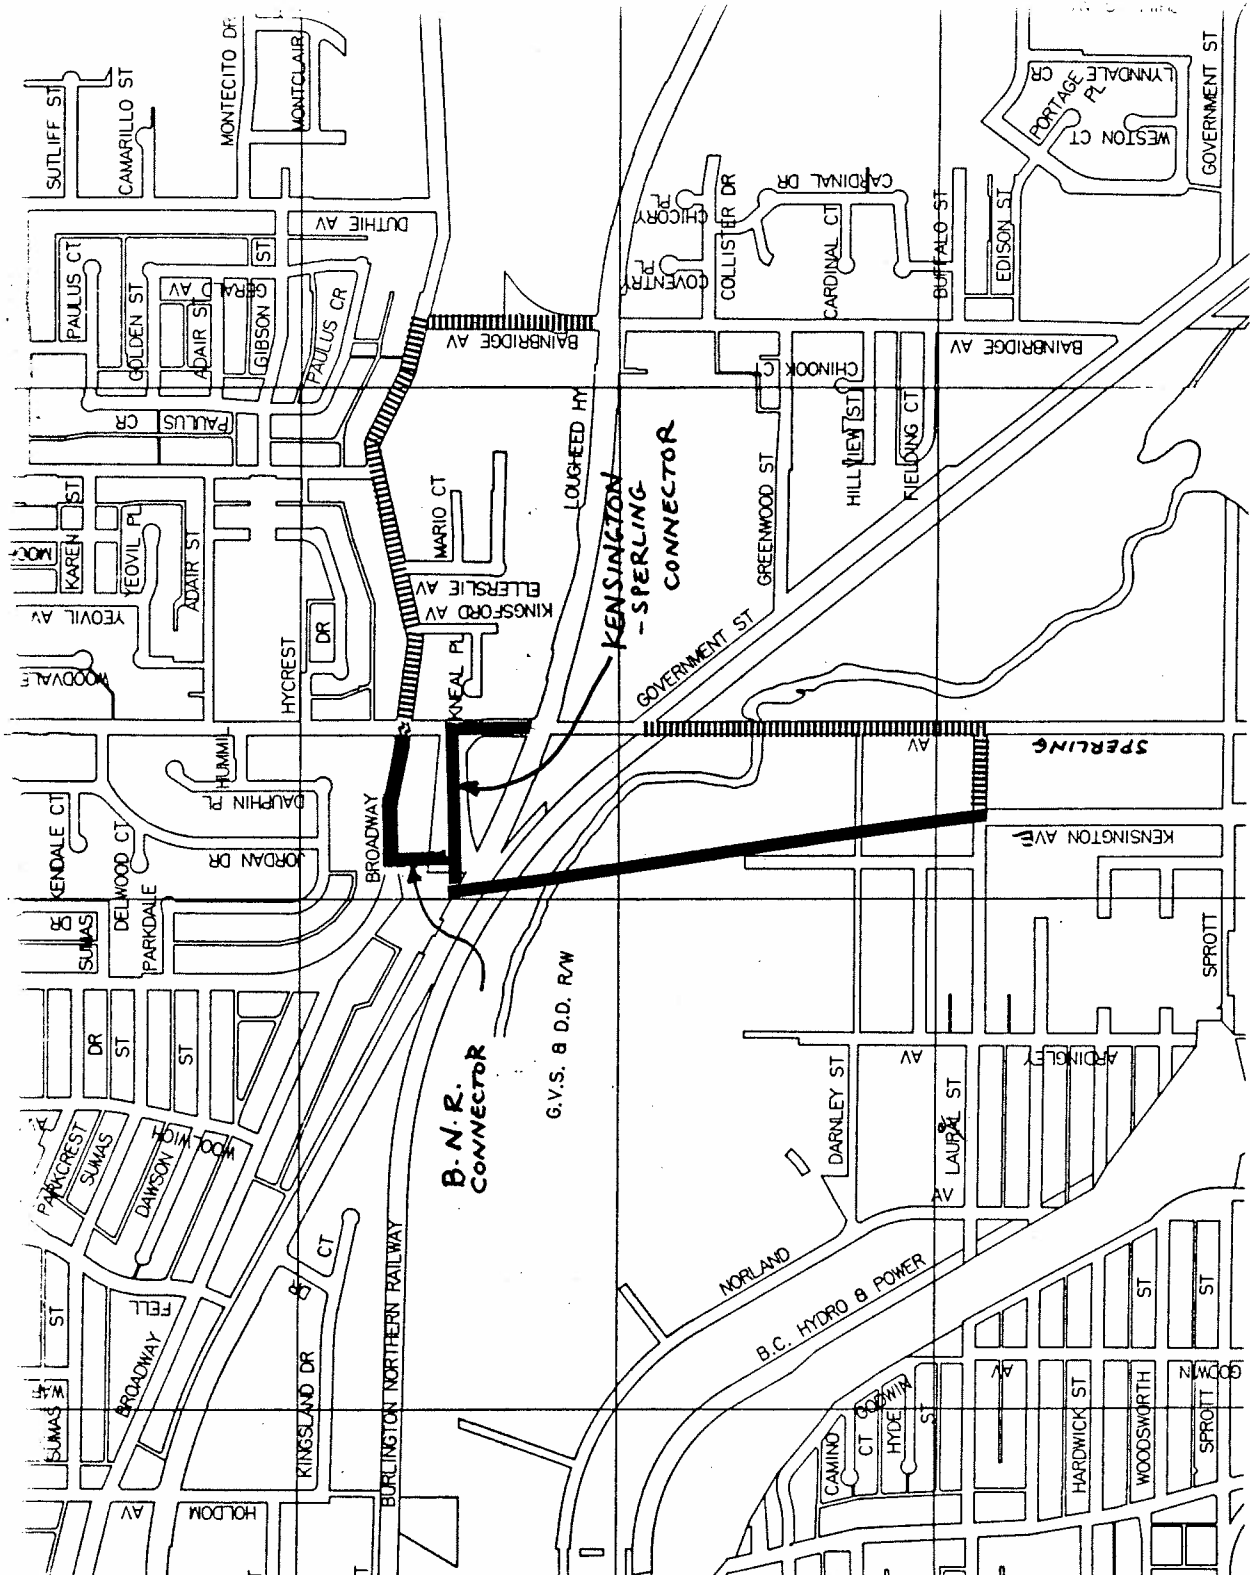 SUTLIFF ST
CAMARILLO ST
MONTECITO DR
MONTCLAIR
LYNNDALE CR
PORTAGE PL
WESTON CT
GOVERNMENT ST
DUTHIE AV
CHICORY PL
COLLISTER DR
CARDINAL DR
CARDINAL CT
COVENTRY PL
BUFFALO ST
EDISON ST
PAULUS CT
GOLDEN ST
GERALD AV
ADAIR ST
GIBSON ST
PAULUS CR
BAINBRIDGE AV
CHINOOK CT
BAINBRIDGE AV
PAULUS CR
LOUGHEED HY
HILLVIEW ST
FIELDING CT
KAREN ST
YEOVIL PL
ADAIR ST
MARIO CT
GREENWOOD ST
KENSINGTON
- SPERLING
CONNECTOR
YEOVIL AV
ELLERSLIE AV
KINGSFORD AV
WOODVALE
HYCREST DR
KNEAL PL
GOVERNMENT ST
HUMMIL
DAUPHIN PL
AV
SPERLING
KENDALE CT
DELWOOD CT
JORDAN DR
BROADWAY
KENSINGTON AVE
SUMAS DR
PARKDALE
SPROTT
DR
ST
ST
B.N.R.
CONNECTOR
G.V.S. & D.D. R/W
DARNLEY ST
AV
LAURAL ST
ARDINGLEY
AV
PARKCREST
SUMAS
DAWSON
WOOLWICH
AV
FELL
ST
BROADWAY
DR
CT
KINGSLAND DR
BURLINGTON NORTHERN RAILWAY
NORLAND
B.C. HYDRO & POWER
ST
ST
SUMAS
CAMINO CT
GODWIN
HYDE ST
AV
HARDWICK ST
WOODSWORTH
SPROTT
GODWIN
AV
HOLDOM